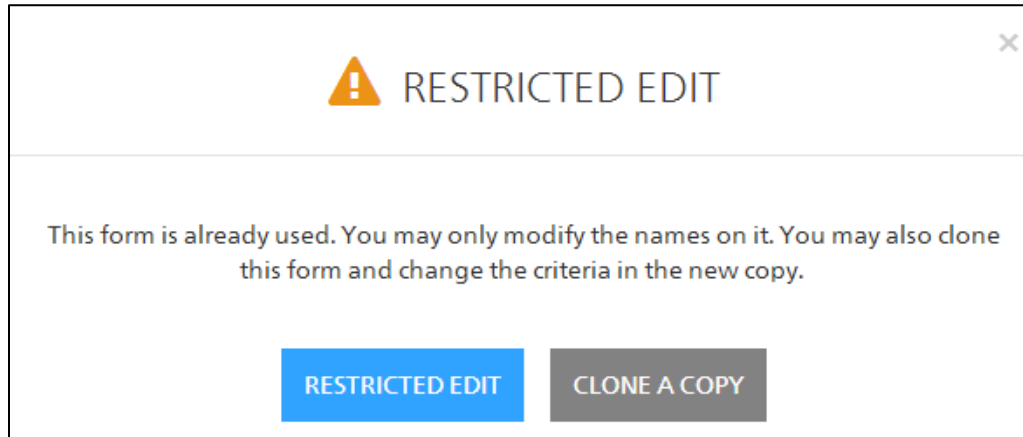 RESTRICTED EDIT
This form is already used. You may only modify the names on it. You may also clone
this form and change the criteria in the new copy.
RESTRICTED EDIT CLONE A COPY